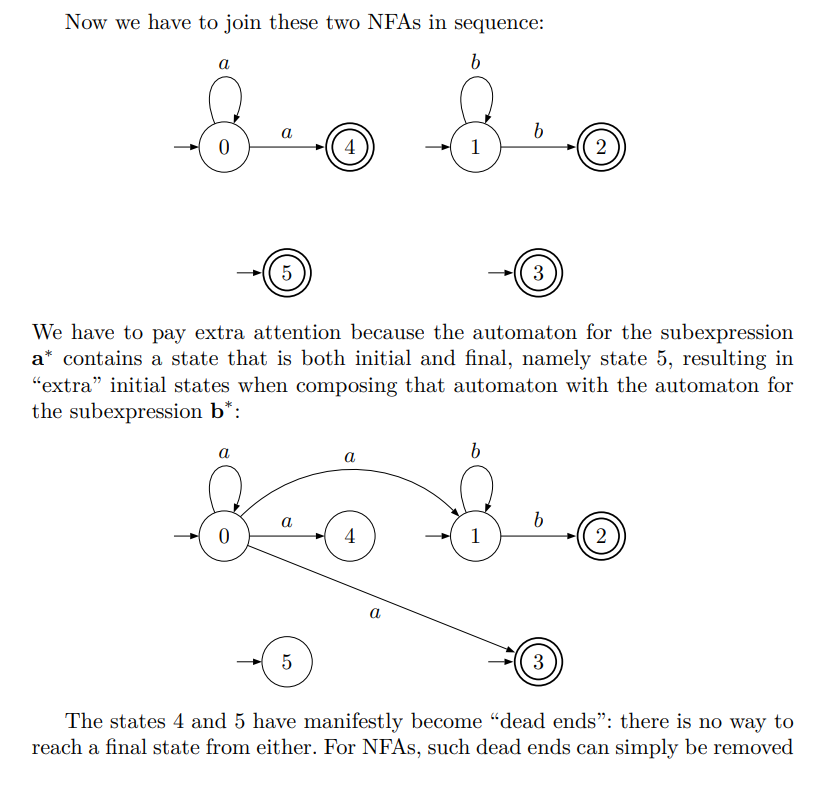 Now we have to join these two NFAs in sequence:
a b
0 a 4 1 b 2
5 3
We have to pay extra attention because the automaton for the subexpression
a* contains a state that is both initial and final, namely state 5, resulting in
“extra” initial states when composing that automaton with the automaton for
the subexpression b*:
a a b
0 a 4 1 b 2
a
5 3
The states 4 and 5 have manifestly become “dead ends”: there is no way to
reach a final state from either. For NFAs, such dead ends can simply be removed